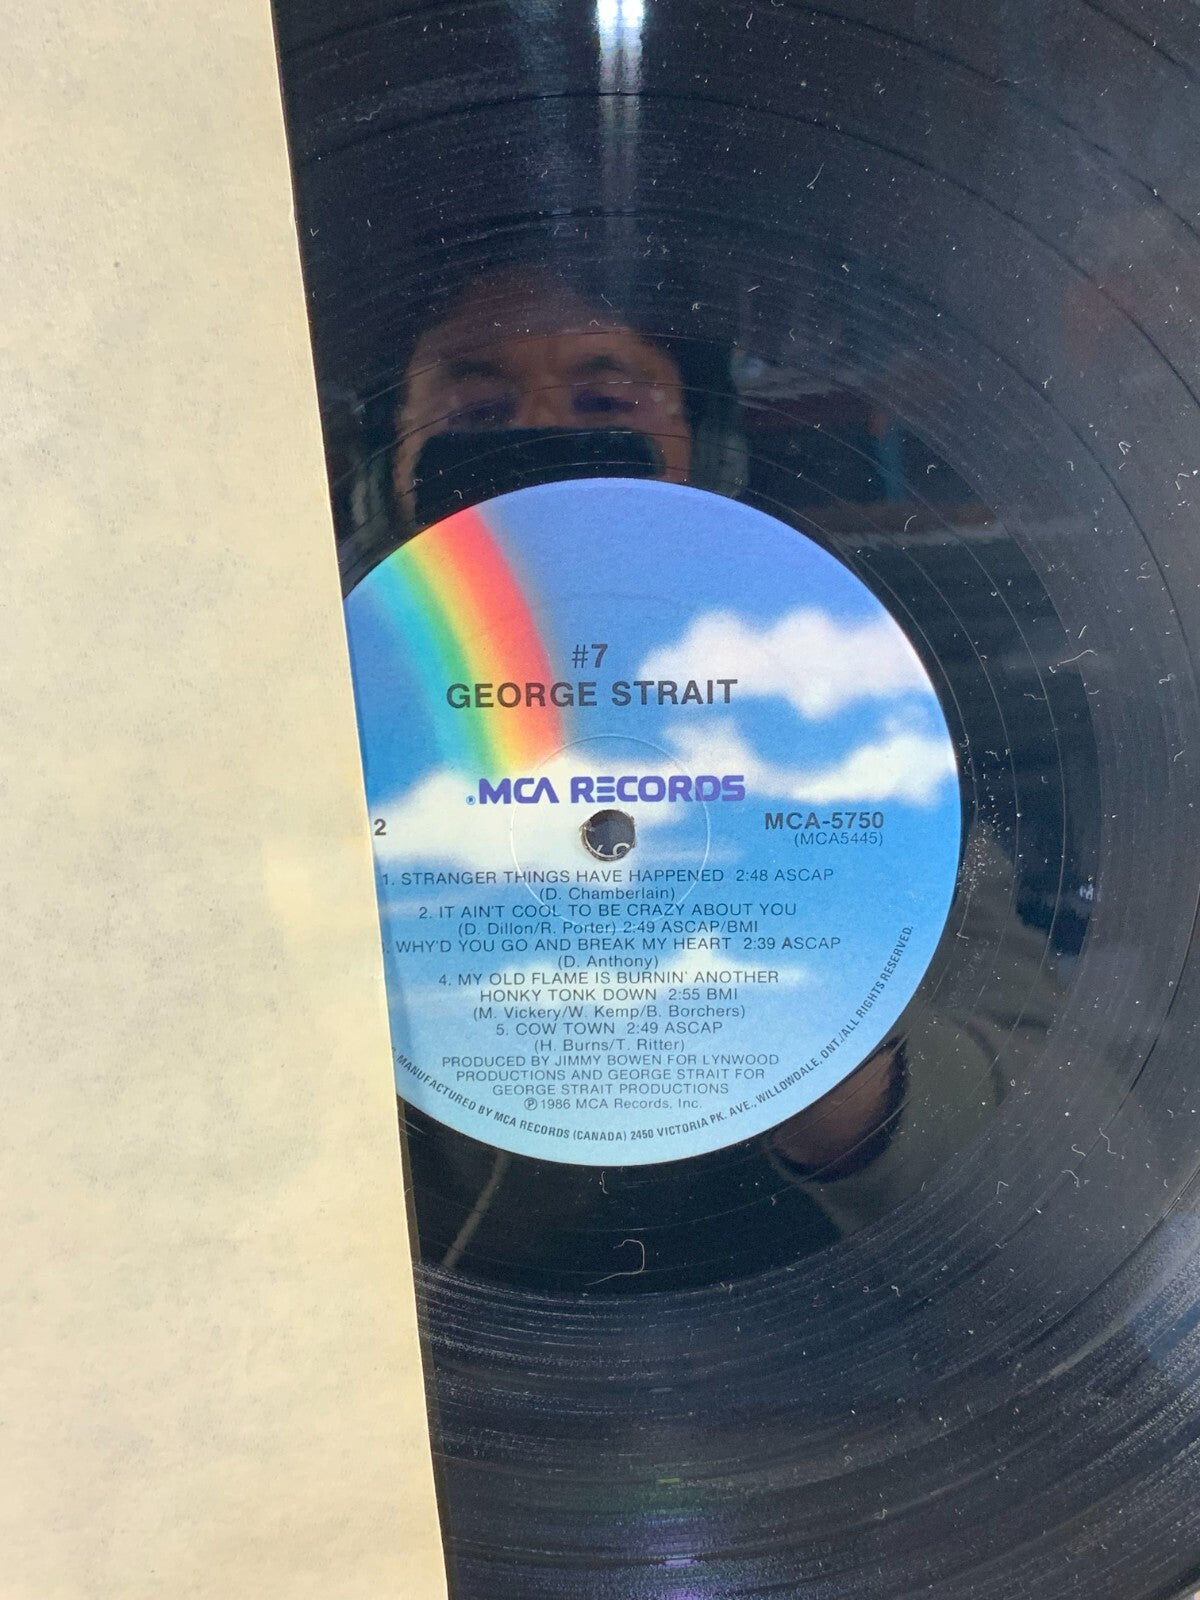 #7
GEORGE STRAIT
®MCA RECORDS
2
MCA-5750
(MCA5445)
1. STRANGER THINGS HAVE HAPPENED 2:48 ASCAP
(D. Chamberlain)
2. IT AIN'T COOL TO BE CRAZY ABOUT YOU
(D. Dillon/R. Porter) 2:49 ASCAP/BMI
WHY'D YOU GO AND BREAK MY HEART 2:39 ASCAP
(D. Anthony)
4. MY OLD FLAME IS BURNIN' ANOTHER
HONKY TONK DOWN 2:55 BMI
(M. Vickery/W. Kemp/B. Borchers)
5. COW TOWN 2:49 ASCAP
(H. Burns/T. Ritter)
PRODUCED BY JIMMY BOWEN FOR LYNWOOD
PRODUCTIONS AND GEORGE STRAIT FOR
GEORGE STRAIT PRODUCTIONS
℗1986 MCA Records, Inc.
MANUFACTURED BY MCA RECORDS (CANADA) 2450 VICTORIA PK. AVE., WILLOWDALE, ONT./ALL RIGHTS RESERVED.